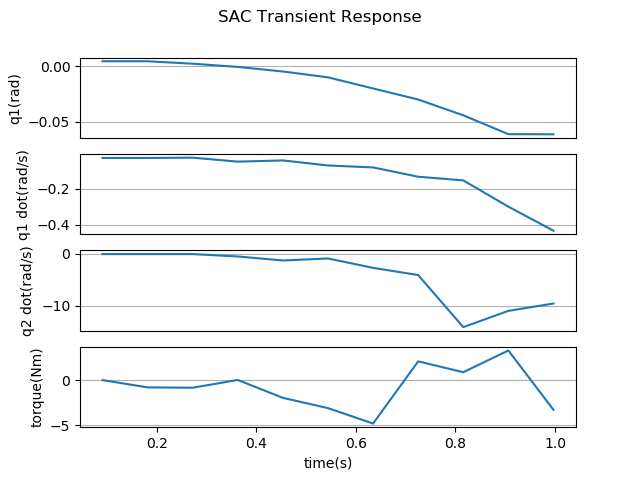 SAC Transient Response
q1(rad)
0.00
−0.05
q1 dot(rad/s)
−0.2
−0.4
q2 dot(rad/s)
0
−10
torque(Nm)
0
−5
0.2 0.4 0.6 0.8 1.0
time(s)